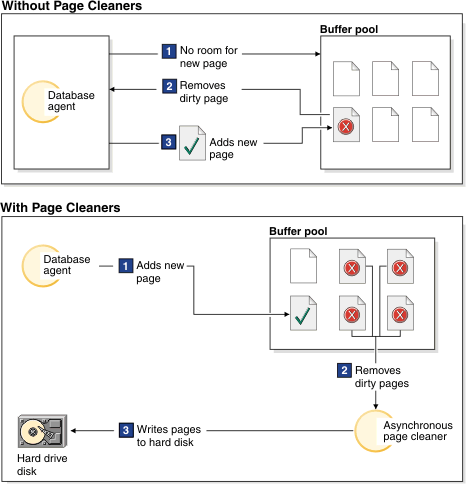 Without Page Cleaners
Buffer pool
1 No room for
new page
Database
agent
2 Removes
dirty page
3 Adds new
page
With Page Cleaners
Buffer pool
Database
agent
1 Adds new
page
2 Removes
dirty pages
Asynchronous
page cleaner
3 Writes pages
to hard disk
Hard drive
disk